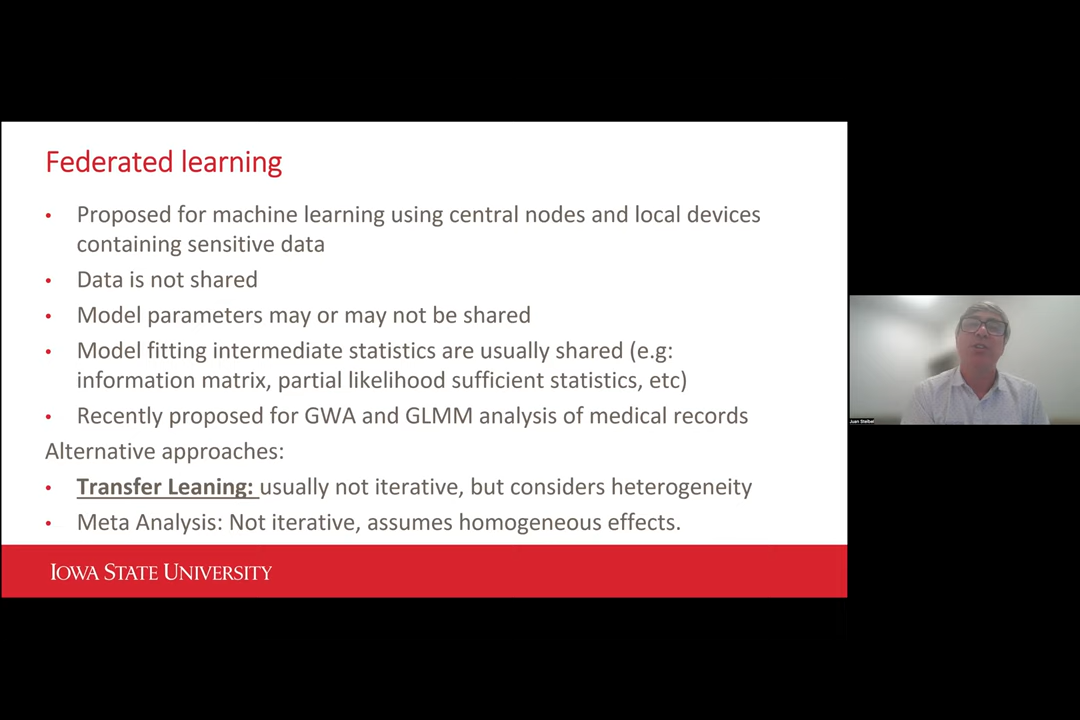 Federated learning
• Proposed for machine learning using central nodes and local devices
containing sensitive data
• Data is not shared
• Model parameters may or may not be shared
• Model fitting intermediate statistics are usually shared (e.g:
information matrix, partial likelihood sufficient statistics, etc)
• Recently proposed for GWA and GLMM analysis of medical records
Alternative approaches:
• Transfer Leaning: usually not iterative, but considers heterogeneity
• Meta Analysis: Not iterative, assumes homogeneous effects.
IOWA STATE UNIVERSITY
Juan Steibel